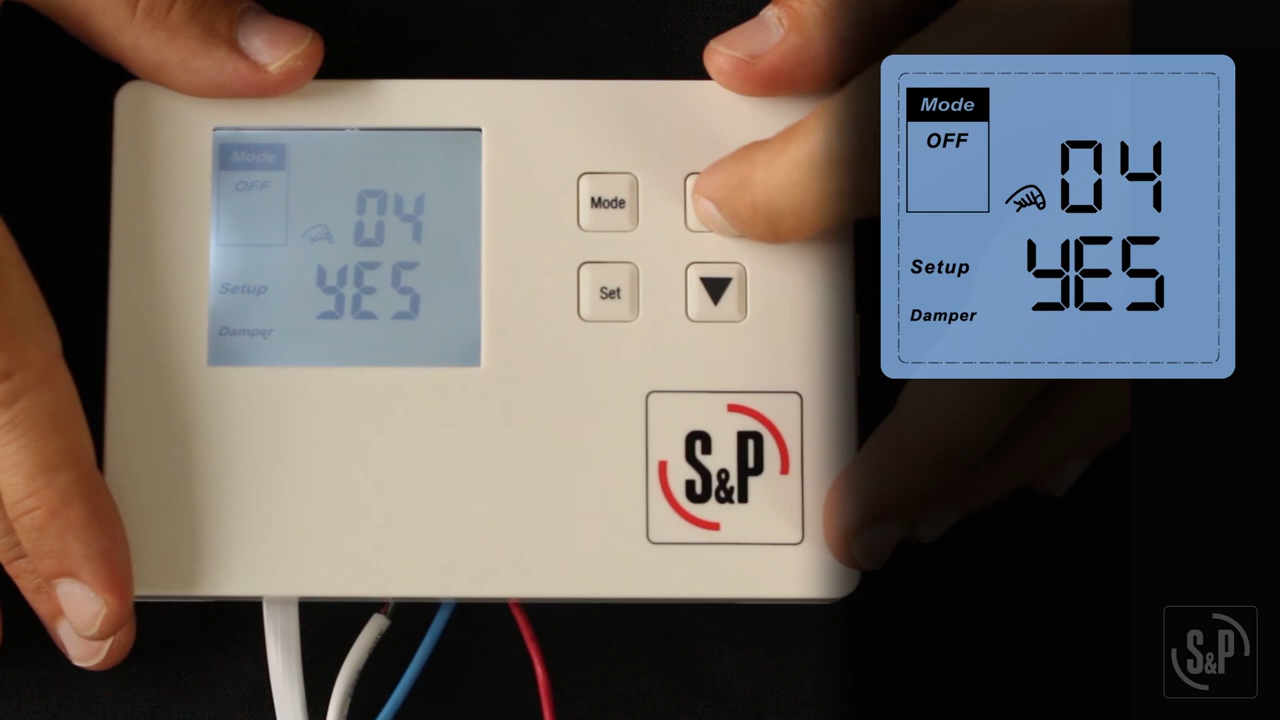 Mode
OFF
04
YES
Setup
Damper
Mode
Set
S&P
Mode
OFF
04
YES
Setup
Damper
S&P